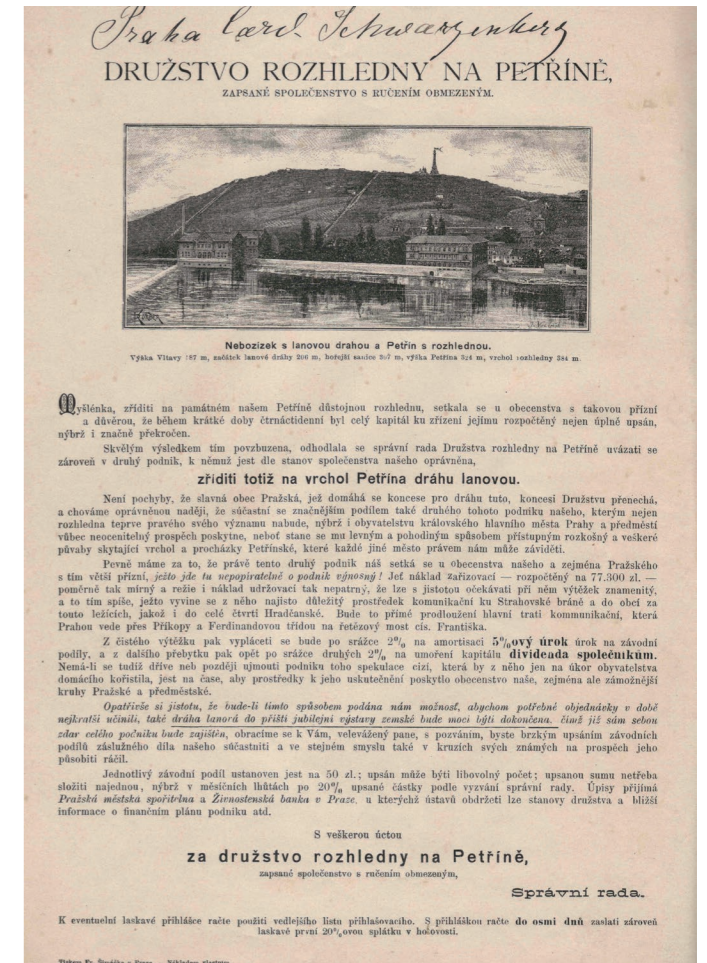 Praha Card. Schwarzenberg
DRUŽSTVO ROZHLEDNY NA PETŘÍNĚ,
ZAPSANÉ SPOLEČENSTVO S RUČENÍM OBMEZENÝM.
Nebozízek s lanovou drahou a Petřín s rozhlednou.
Výška Vltavy 187 m, začátek lanové dráhy 206 m, hořejší stanice m, výška Petřína 324 m, vrchol rozhledny 384 m.
Myšlénka, zříditi na památném našem Petříně důstojnou rozhlednu, setkala se u obecenstva s takovou přízní
a důvěrou, že během krátké doby čtrnáctidenní byl celý kapitál ku zřízení jejímu rozpočtěný nejen úplně upsán,
nýbrž i značně překročen.
Skvělým výsledkem tím povzbuzena, odhodlala se správní rada Družstva rozhledny na Petříně uvázati se
zároveň v druhý podnik, k němuž jest dle stanov společenstva našeho oprávněna,
zříditi totiž na vrchol Petřína dráhu lanovou.
Není pochyby, že slavná obec Pražská, jež domáhá se koncese pro dráhu tuto, koncesi Družstvu přenechá,
a chováme oprávněnou naději, že súčastní se značnějším podílem také druhého tohoto podniku našeho, kterým nejen
rozhledna teprve pravého svého významu nabude, nýbrž i obyvatelstvu královského hlavního města Prahy a předměstí
vůbec neocenitelný prospěch poskytne, neboť stane se mu levným a pohodlným spůsobem přístupným rozkošný a veškeré
půvaby skytající vrchol a procházky Petřínské, které každé jiné město právem nám může záviděti.
Pevně máme za to, že právě tento druhý podnik náš setká se u obecenstva našeho a zejména Pražského
s tím větší přízní, ježto jde tu nepopiratelně o podnik výnosný! Jeť náklad zařizovací — rozpočtěný na 77.300 zl. —
poměrně tak mírný a režie i náklad udržovací tak nepatrný, že lze s jistotou očekávati při něm výtěžek znamenitý,
a to tím spíše, ježto vyvine se z něho najisto důležitý prostředek komunikační ku Strahovské bráně a do obcí za
touto ležících, jakož i do celé čtvrti Hradčanské. Bude to přímé prodloužení hlavní trati kommunikační, která
Prahou vede přes Příkopy a Ferdinandovou třídou na řetězový most cís. Františka.
Z čistého výtěžku pak vypláceti se bude po srážce 2% na amortisaci 5%ový úrok úrok na závodní
podíly, a z dalšího přebytku pak opět po srážce druhých 2% na umoření kapitálu dividenda společníkům.
Nemá-li se tudíž dříve neb později ujmouti podniku toho spekulace cizí, která by z něho jen na úkor obyvatelstva
domácího kořistila, jest na čase, aby prostředky k jeho uskutečnění poskytlo obecenstvo naše, zejména ale zámožnější
kruhy Pražské a předměstské.
Opatřivše si jistotu, že bude-li tímto spůsobem podána nám možnosť, abychom potřebné objednávky v době
nejkratší učinili, také dráha lanová do příští jubilejní výstavy zemské bude moci býti dokončena, čímž již sám sebou
zdar celého podniku bude zajištěn, obracíme se k Vám, velevážený pane, s pozváním, byste brzkým upsáním závodních
podílů záslužného díla našeho súčastniti a ve stejném smyslu také v kruzích svých známých na prospěch jeho
působiti ráčil.
Jednotlivý závodní podíl ustanoven jest na 50 zl.; upsán může býti libovolný počet; upsanou sumu netřeba
složiti najednou, nýbrž v měsíčních lhůtách po 20% upsané částky podle vyzvání správní rady. Úpisy přijímá
Pražská městska spořitelna a Živnostenská banka v Praze, u kterýchž ústavů obdržeti lze stanovy družstva a bližší
informace o finančním plánu podniku atd.
S veškerou úctou
za družstvo rozhledny na Petříně,
zapsané společenstvo s ručením obmezeným,
Správní rada.
K eventuelní laskavé přihlášce račte použiti vedlejšího listu přihlašovacího. S přihláškou račte do osmi dnů zaslati zároveň
laskavě první 20%ovou splátku v hotovosti.